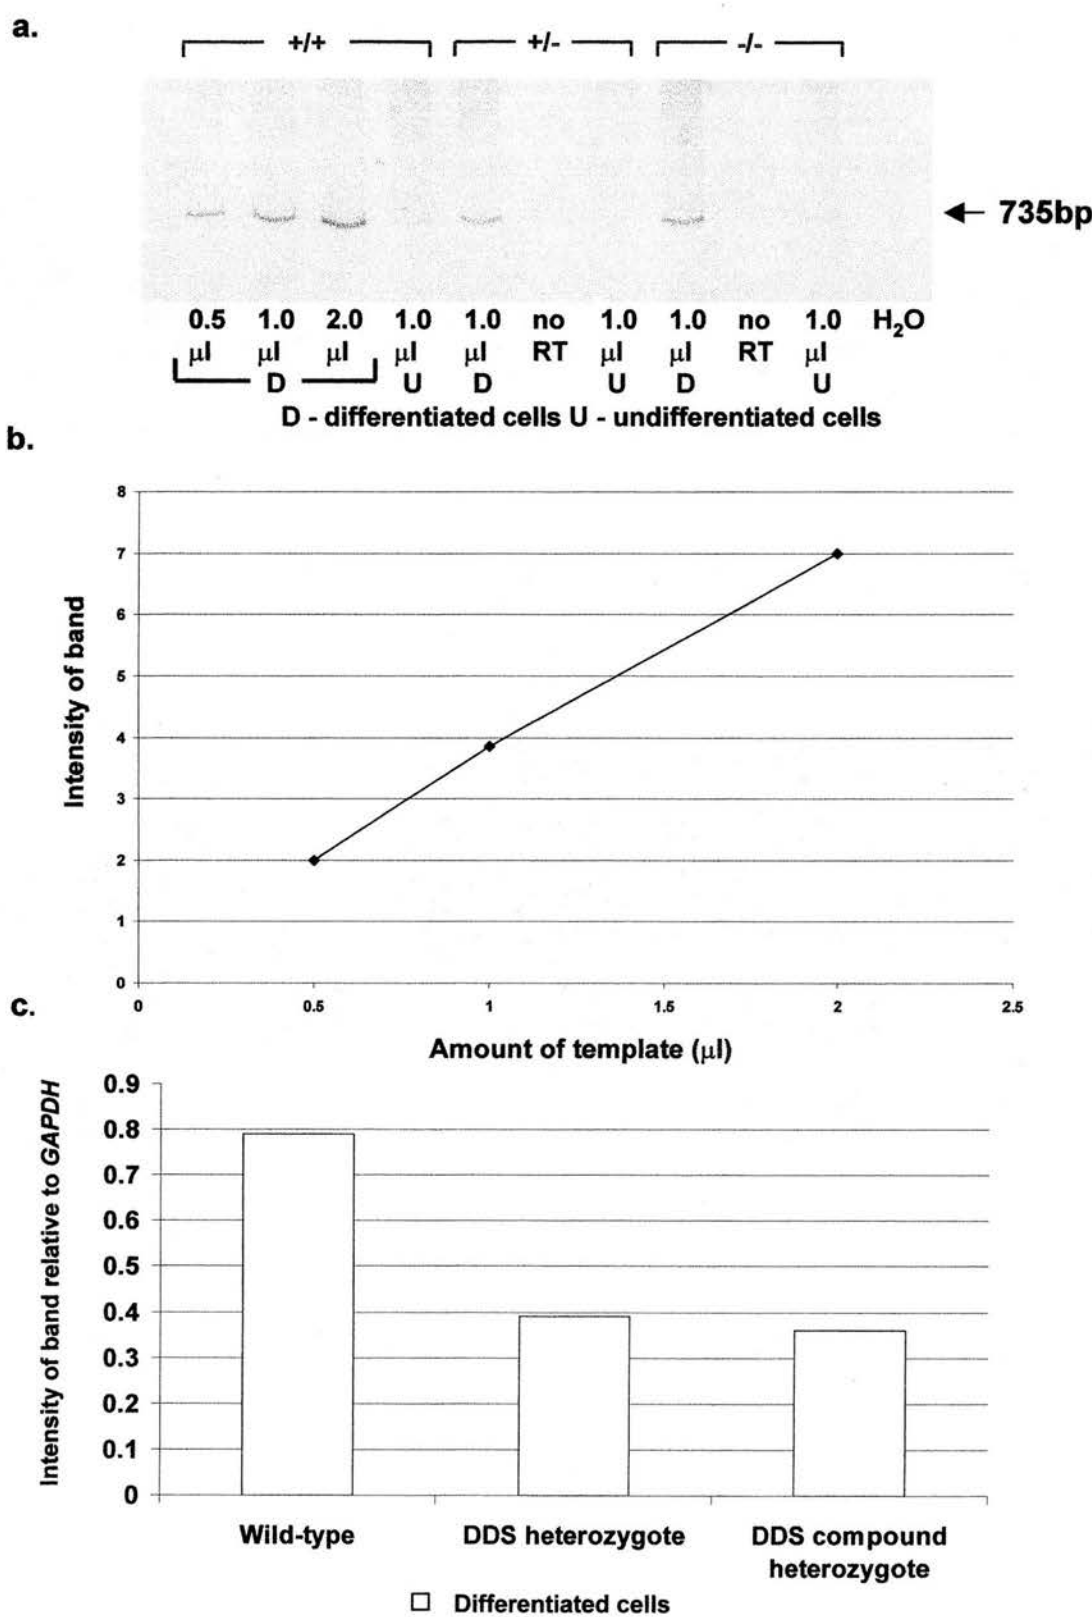 a.
+/+ +/- -/-
735bp
0.5 1.0 2.0 1.0 1.0 no 1.0 1.0 no 1.0 H₂O
μl μl μl μl μl RT μl μl RT μl
D U D U D U
D - differentiated cells U - undifferentiated cells
b.
8
7
6
5
4
3
2
1
0
Intensity of band
0 0.5 1 1.5 2 2.5
Amount of template (μl)
c.
0.9
0.8
0.7
0.6
0.5
0.4
0.3
0.2
0.1
0
Intensity of band relative to GAPDH
Wild-type DDS heterozygote DDS compound
heterozygote
Differentiated cells